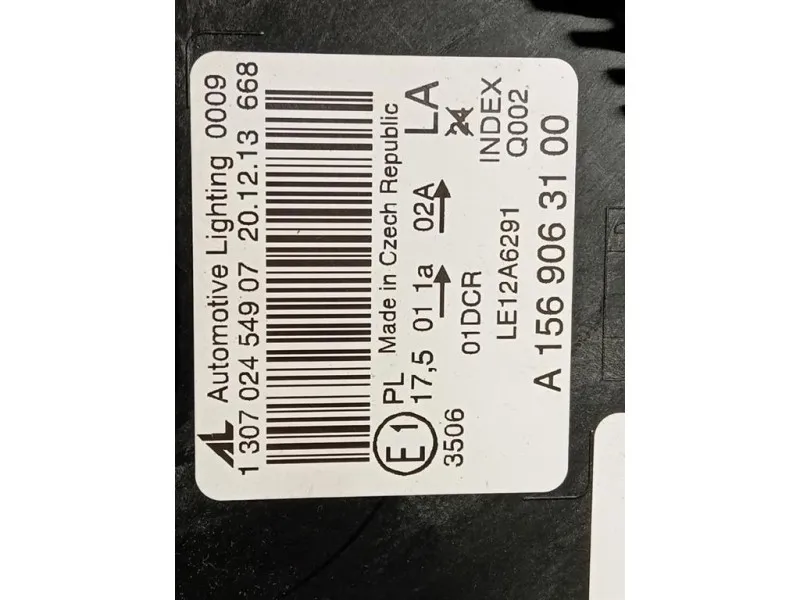 AL Automotive Lighting 0009
1 307 024 549 07 20.12.13 668
PL Made in Czech Republic LA
E1 17,5 01 1a 02A 24
3506 01DCR INDEX
LE12A6291 Q002
A 156 906 31 00